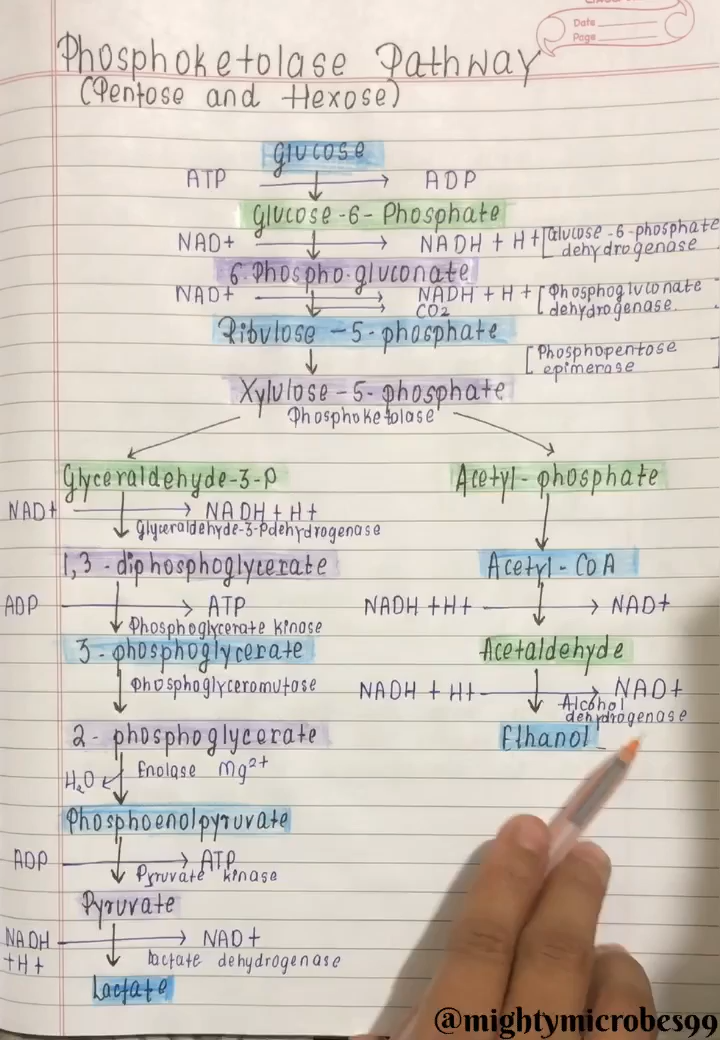 Date
Page
Phosphoketolase Pathway
(Pentose and Hexose)
Glucose
ATP ADP
Glucose-6-Phosphate
NAD+ NADH + H+ [Glucose-6-phosphate
dehydrogenase
6.Phospho.gluconate
NAD+ NADH + H+ [Phosphogluconate
CO2 dehydrogenase.
Ribulose-5-phosphate
[Phosphopentose ]
epimerase
Xylulose-5-phosphate
Phosphoketolase
Glyceraldehyde-3-P Acetyl-phosphate
NAD+ NADH + H+
Glyceraldehyde-3-Pdehydrogenase
1,3-diphosphoglycerate Acetyl-CoA
ADP ATP NADH +H+ NAD+
Phosphoglycerate kinase
3-phosphoglycerate Acetaldehyde
Phosphoglyceromutase NADH + H+ NAD+
Alcohol
dehydrogenase
2-phosphoglycerate Ethanol
H2O Enolase Mg2+
Phosphoenolpyruvate
ADP ATP
Pyruvate kinase
Pyruvate
NADH NAD+
+H+ lactate dehydrogenase
Lactate
@mightymicrobes99